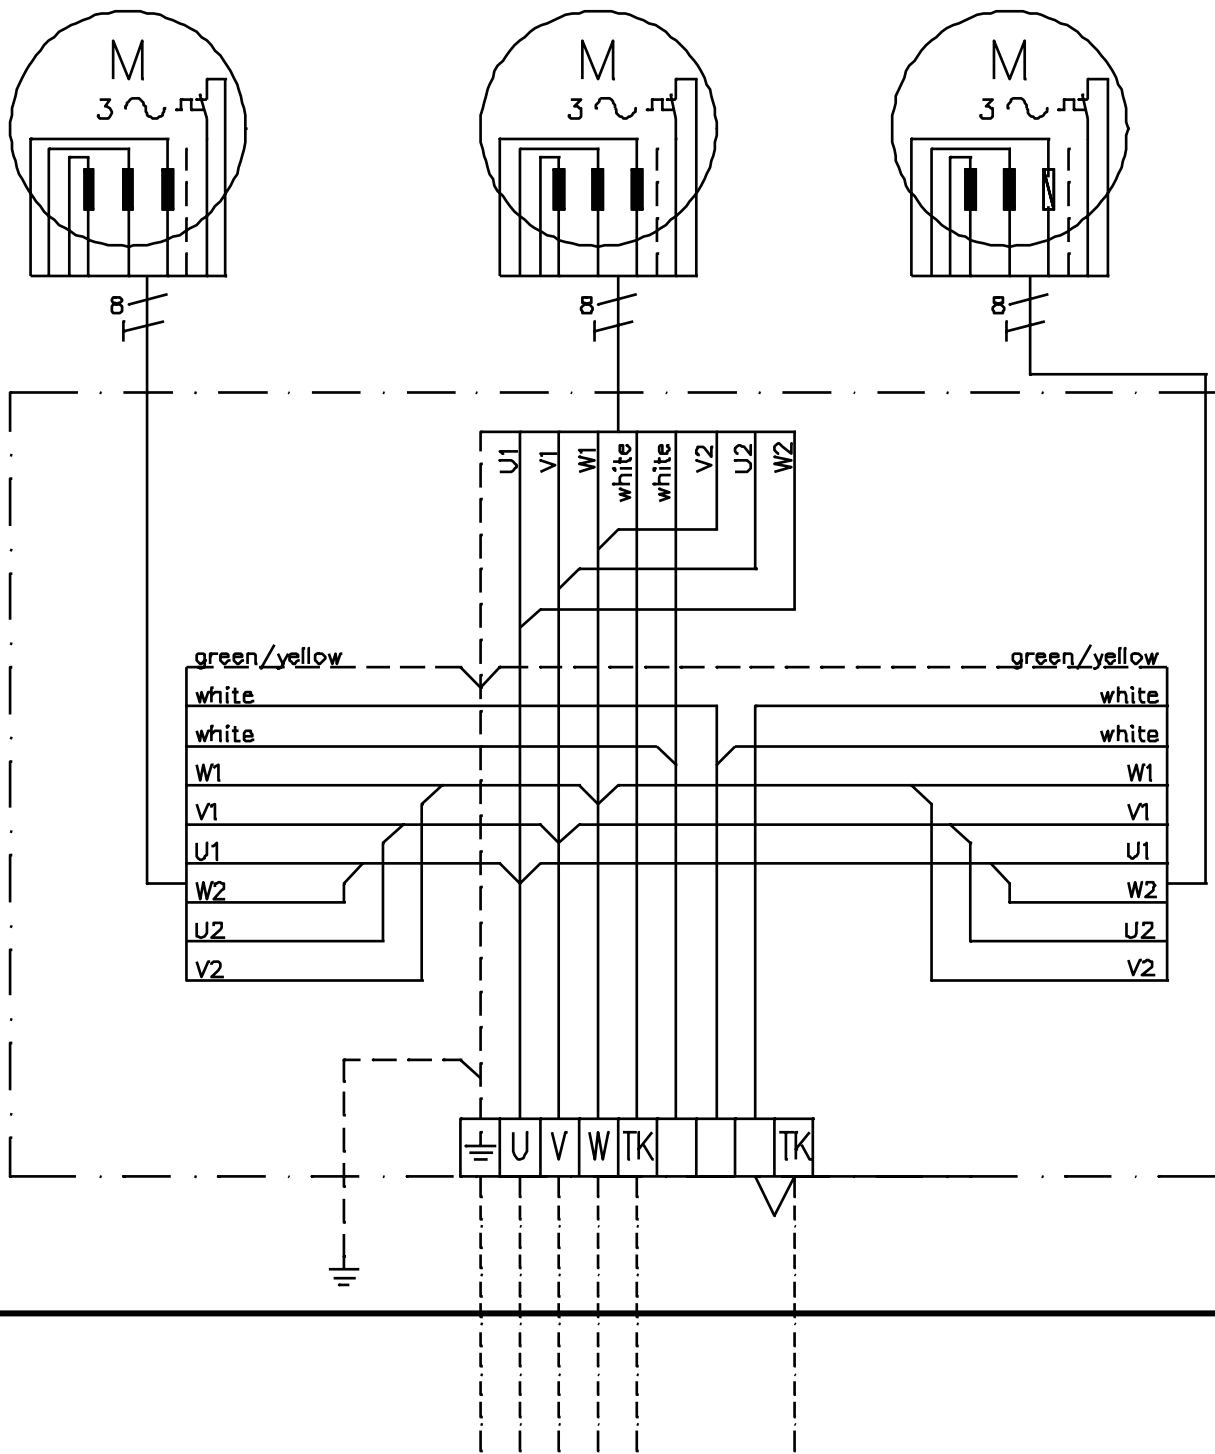 M M M
3 3 3
8 8 8
U1 V1 W1 white white V2 U2 W2
green/yellow green/yellow
white white
white white
W1 W1
V1 V1
U1 U1
W2 W2
U2 U2
V2 V2
U V W TK TK